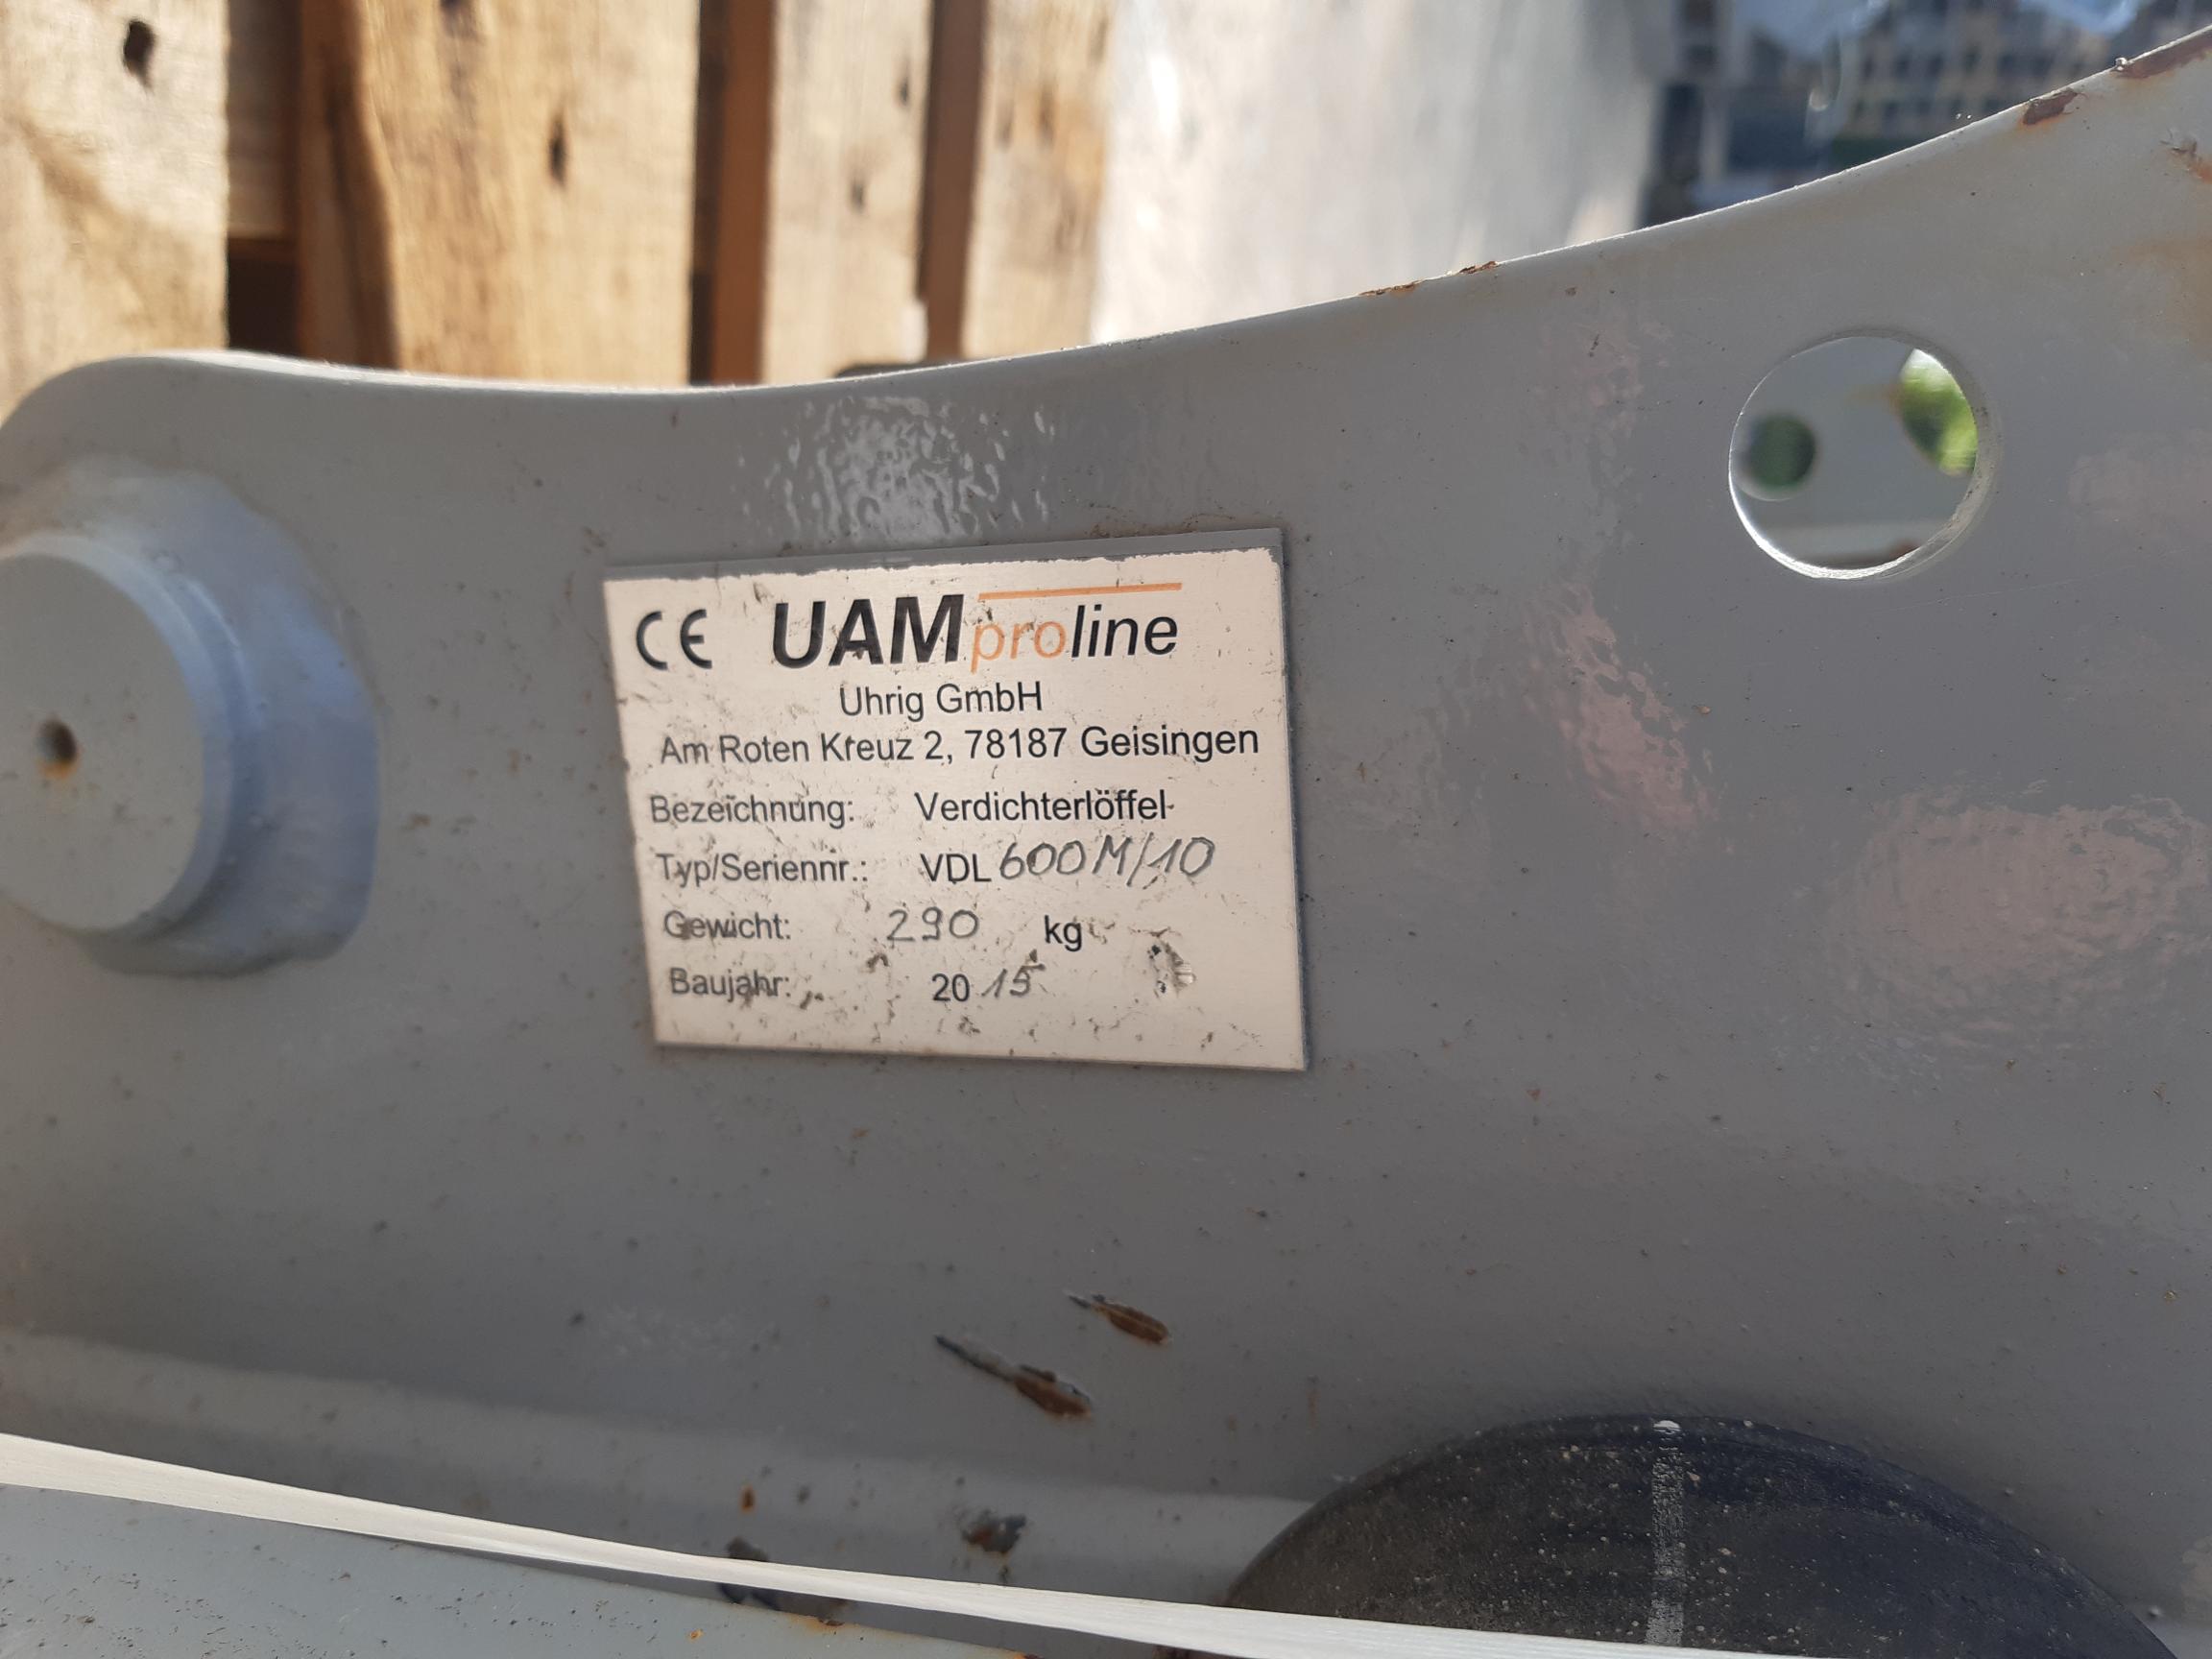 CE UAMproline
Uhrig GmbH
Am Roten Kreuz 2, 78187 Geisingen
Bezeichnung: Verdichterlöffel
Typ/Seriennr.: VDL 600M/10
Gewicht: 290 kg
Baujahr: 2015